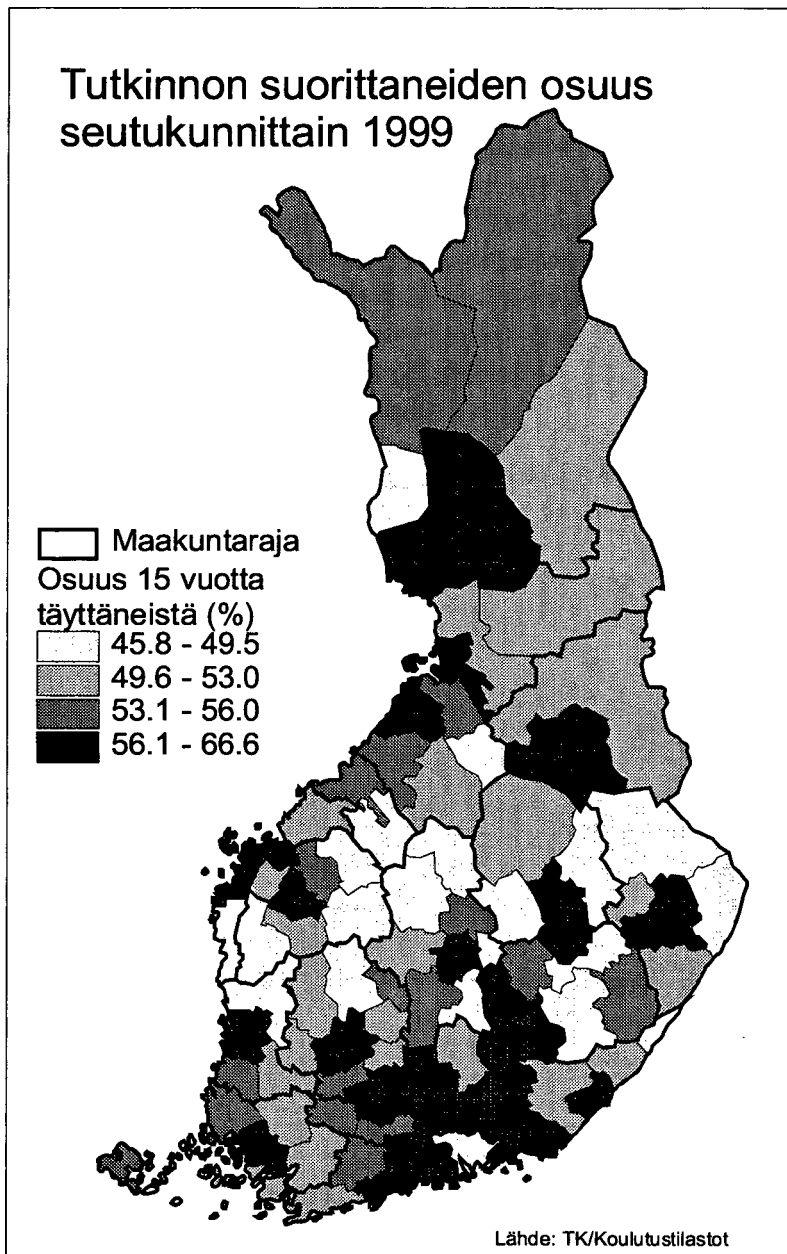 Tutkinnon suorittaneiden osuus
seutukunnittain 1999
Maakuntaraja
Osuus 15 vuotta
täyttäneistä (%)
45.8 - 49.5
49.6 - 53.0
53.1 - 56.0
56.1 - 66.6
Lähde: TK/Koulutustilastot